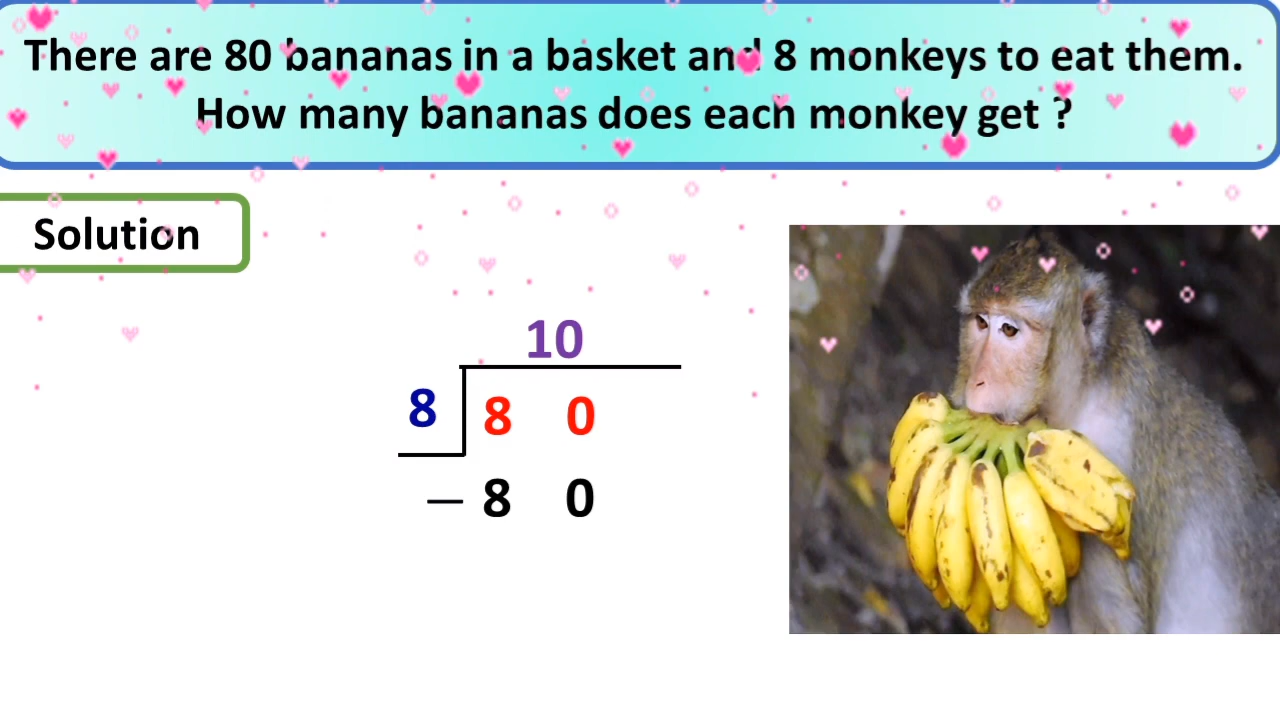 There are 80 bananas in a basket and 8 monkeys to eat them.
How many bananas does each monkey get ?
Solution
10
8 8 0
— 8 0